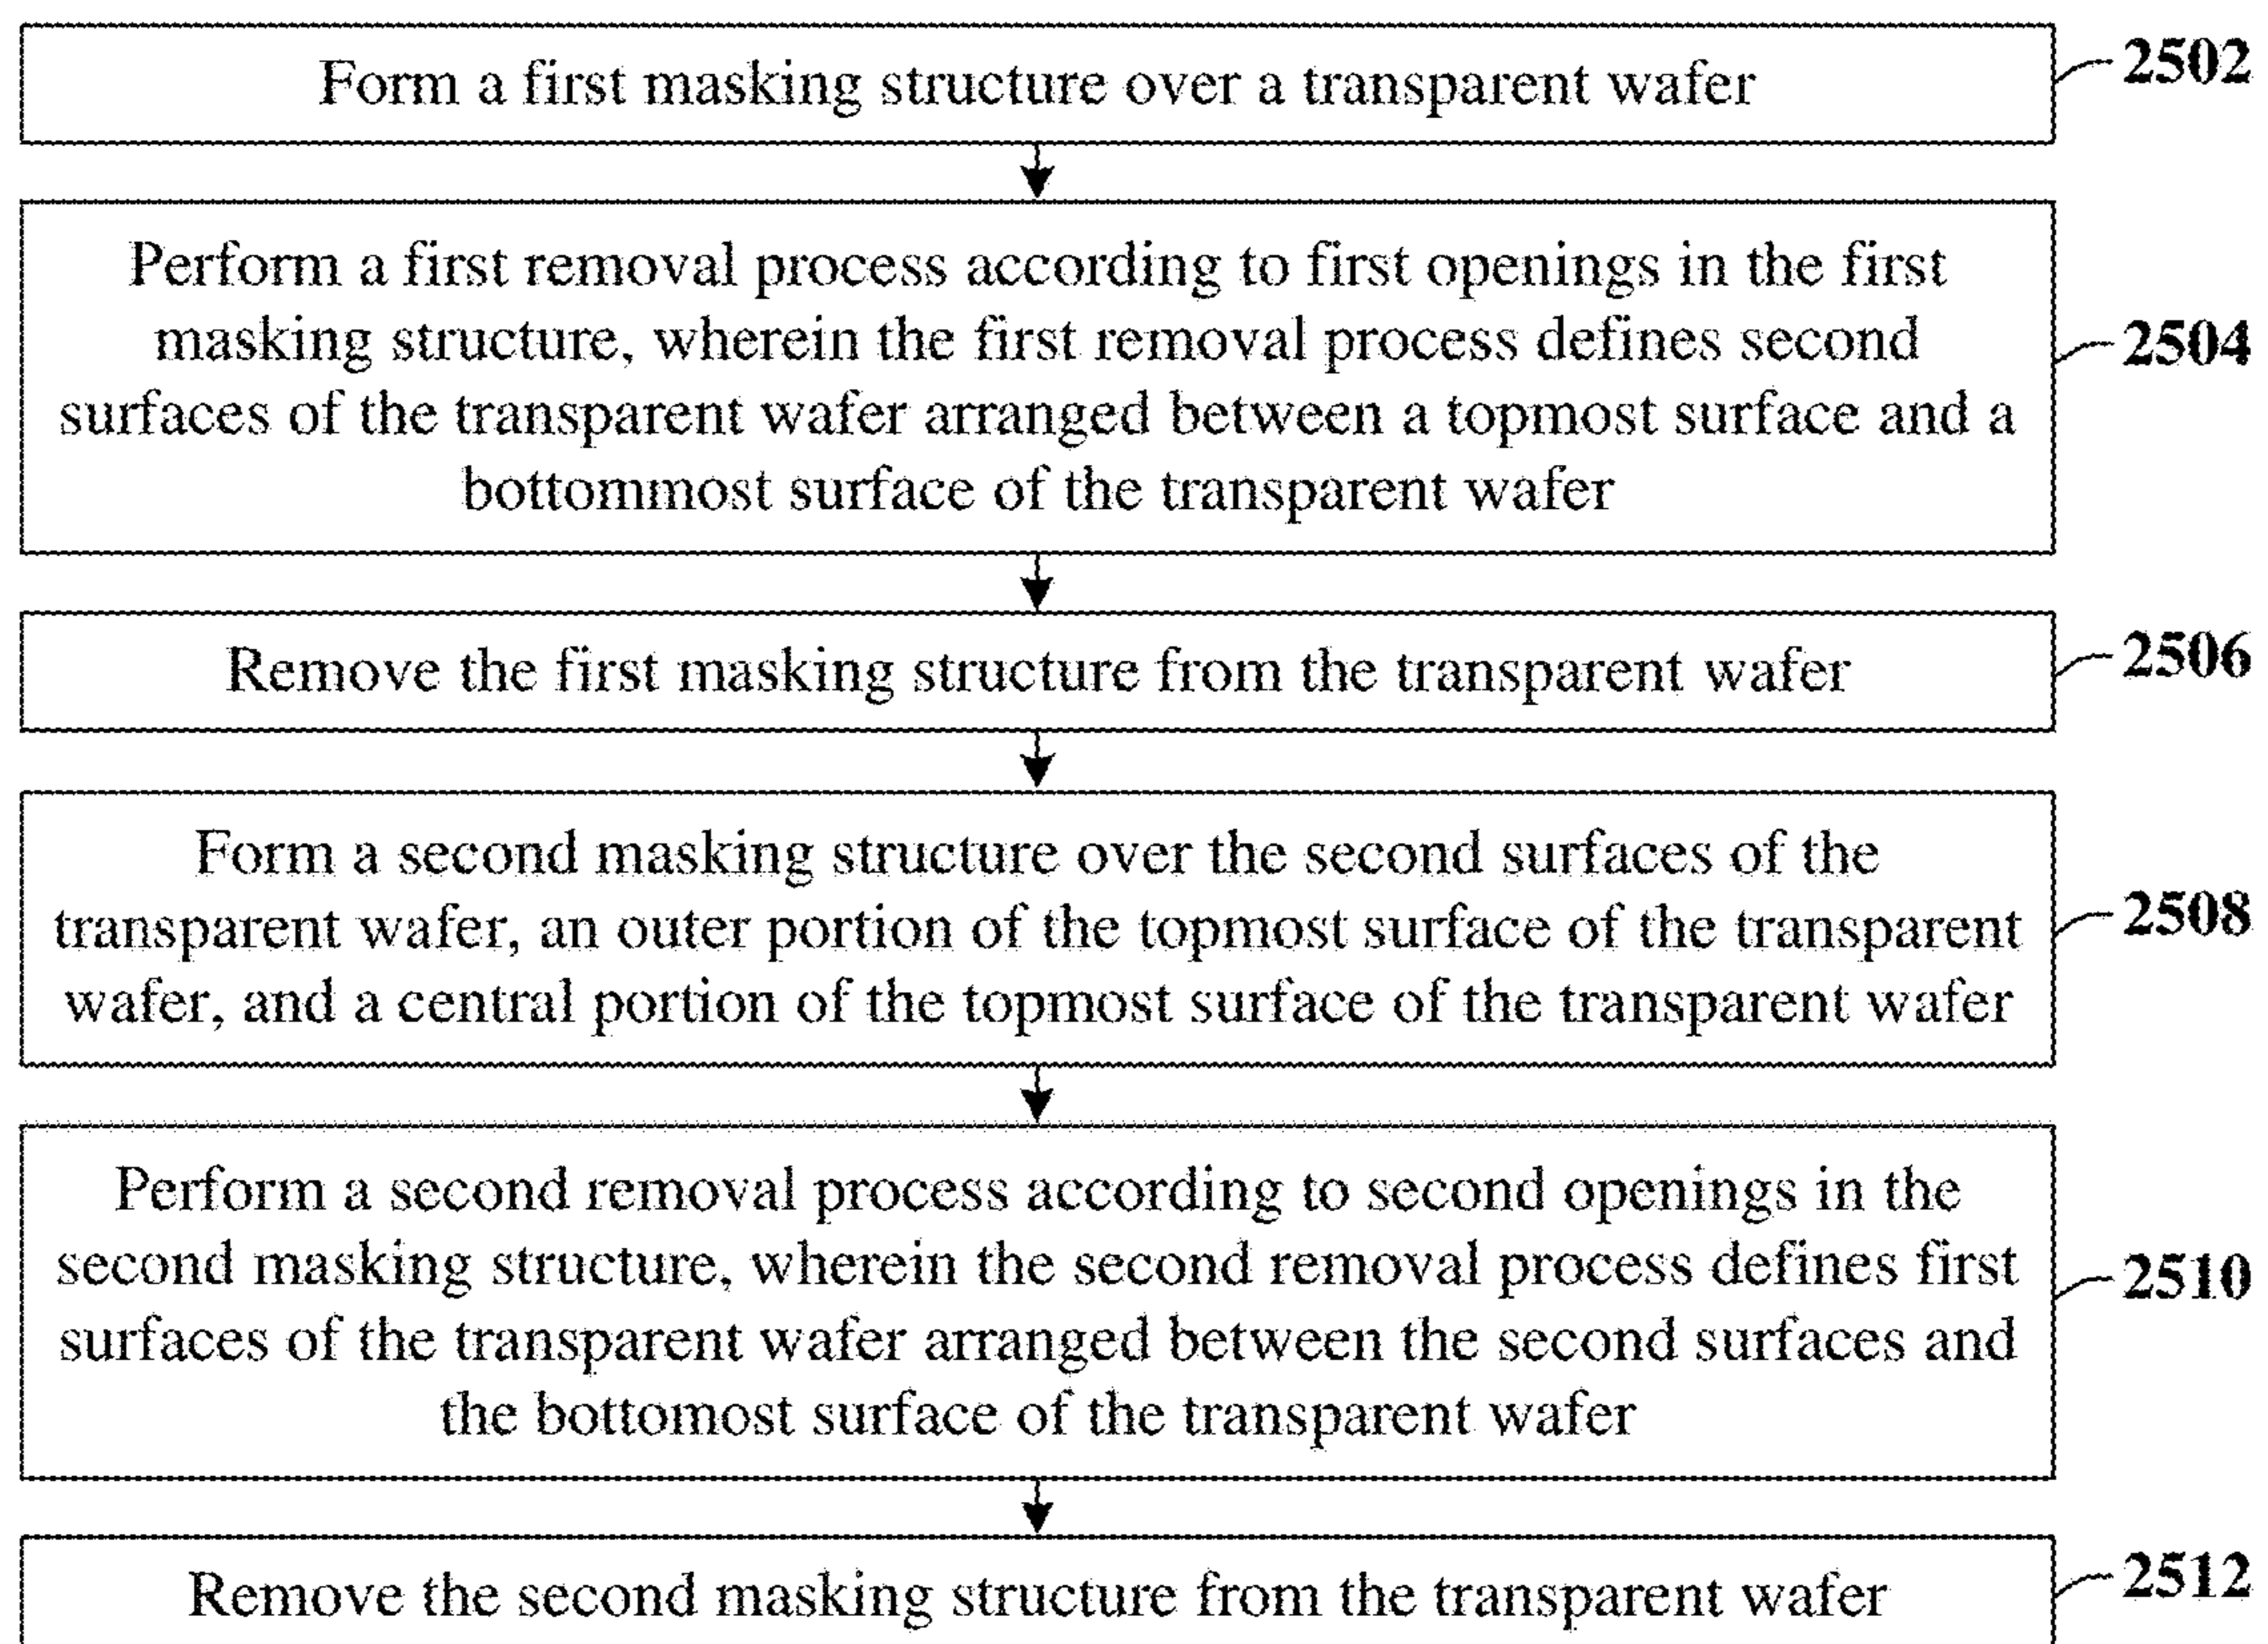 Form a first masking structure over a transparent wafer
2502
Perform a first removal process according to first openings in the first
masking structure, wherein the first removal process defines second
surfaces of the transparent wafer arranged between a topmost surface and a
bottommost surface of the transparent wafer
2504
Remove the first masking structure from the transparent wafer
2506
Form a second masking structure over the second surfaces of the
transparent wafer, an outer portion of the topmost surface of the transparent
wafer, and a central portion of the topmost surface of the transparent wafer
2508
Perform a second removal process according to second openings in the
second masking structure, wherein the second removal process defines first
surfaces of the transparent wafer arranged between the second surfaces and
the bottomost surface of the transparent wafer
2510
Remove the second masking structure from the transparent wafer
2512